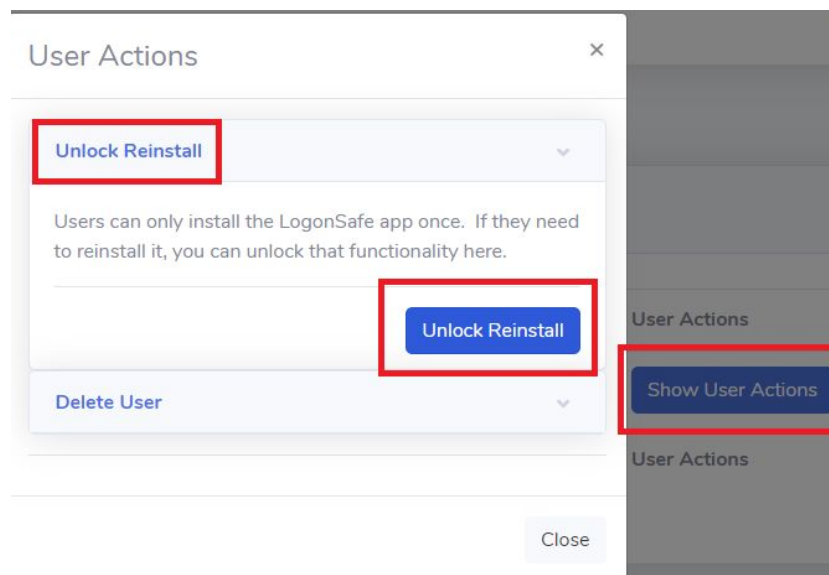 User Actions
×
Unlock Reinstall
Users can only install the LogonSafe app once. If they need
to reinstall it, you can unlock that functionality here.
Unlock Reinstall
Delete User
Close
User Actions
Show User Actions
User Actions